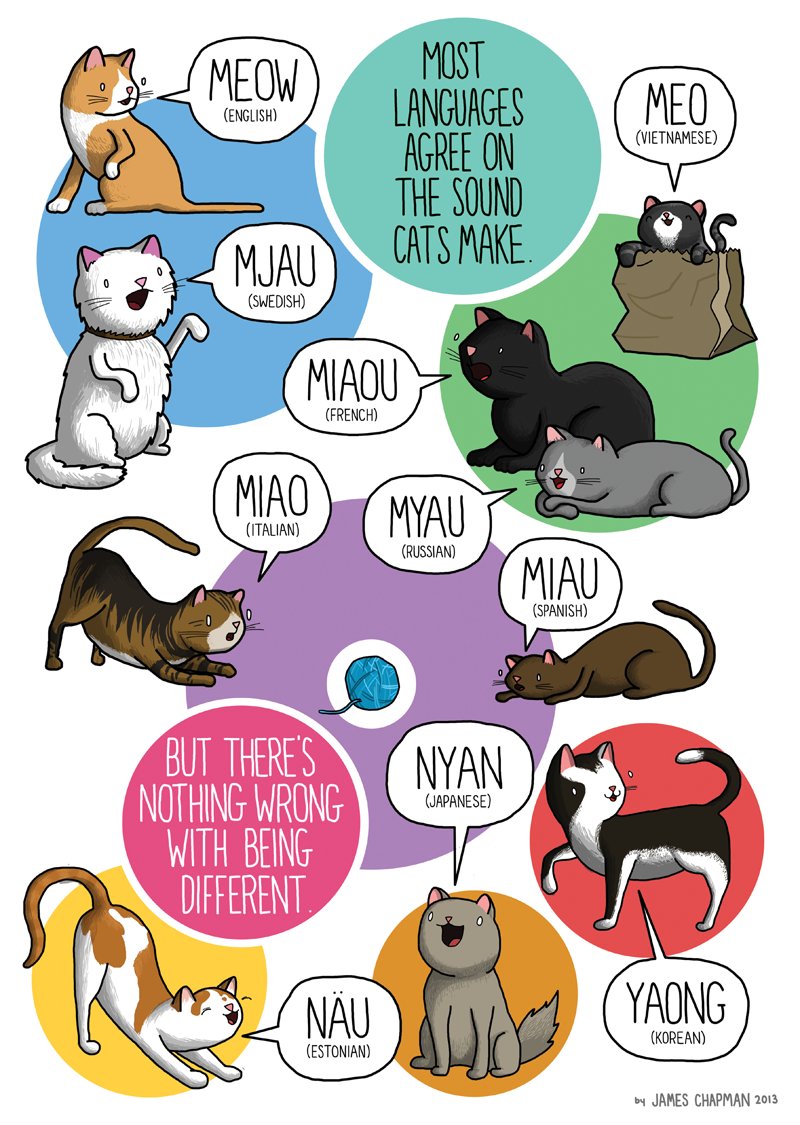 MEOW
(ENGLISH)
MOST
LANGUAGES
AGREE ON
THE SOUND
CATS MAKE.
MEO
(VIETNAMESE)
MJAU
(SWEDISH)
MIAOU
(FRENCH)
MIAO
(ITALIAN)
MYAU
(RUSSIAN)
MIAU
(SPANISH)
BUT THERE'S
NOTHING WRONG
WITH BEING
DIFFERENT.
NYAN
(JAPANESE)
YAONG
(KOREAN)
NÄU
(ESTONIAN)
by JAMES CHAPMAN 2013